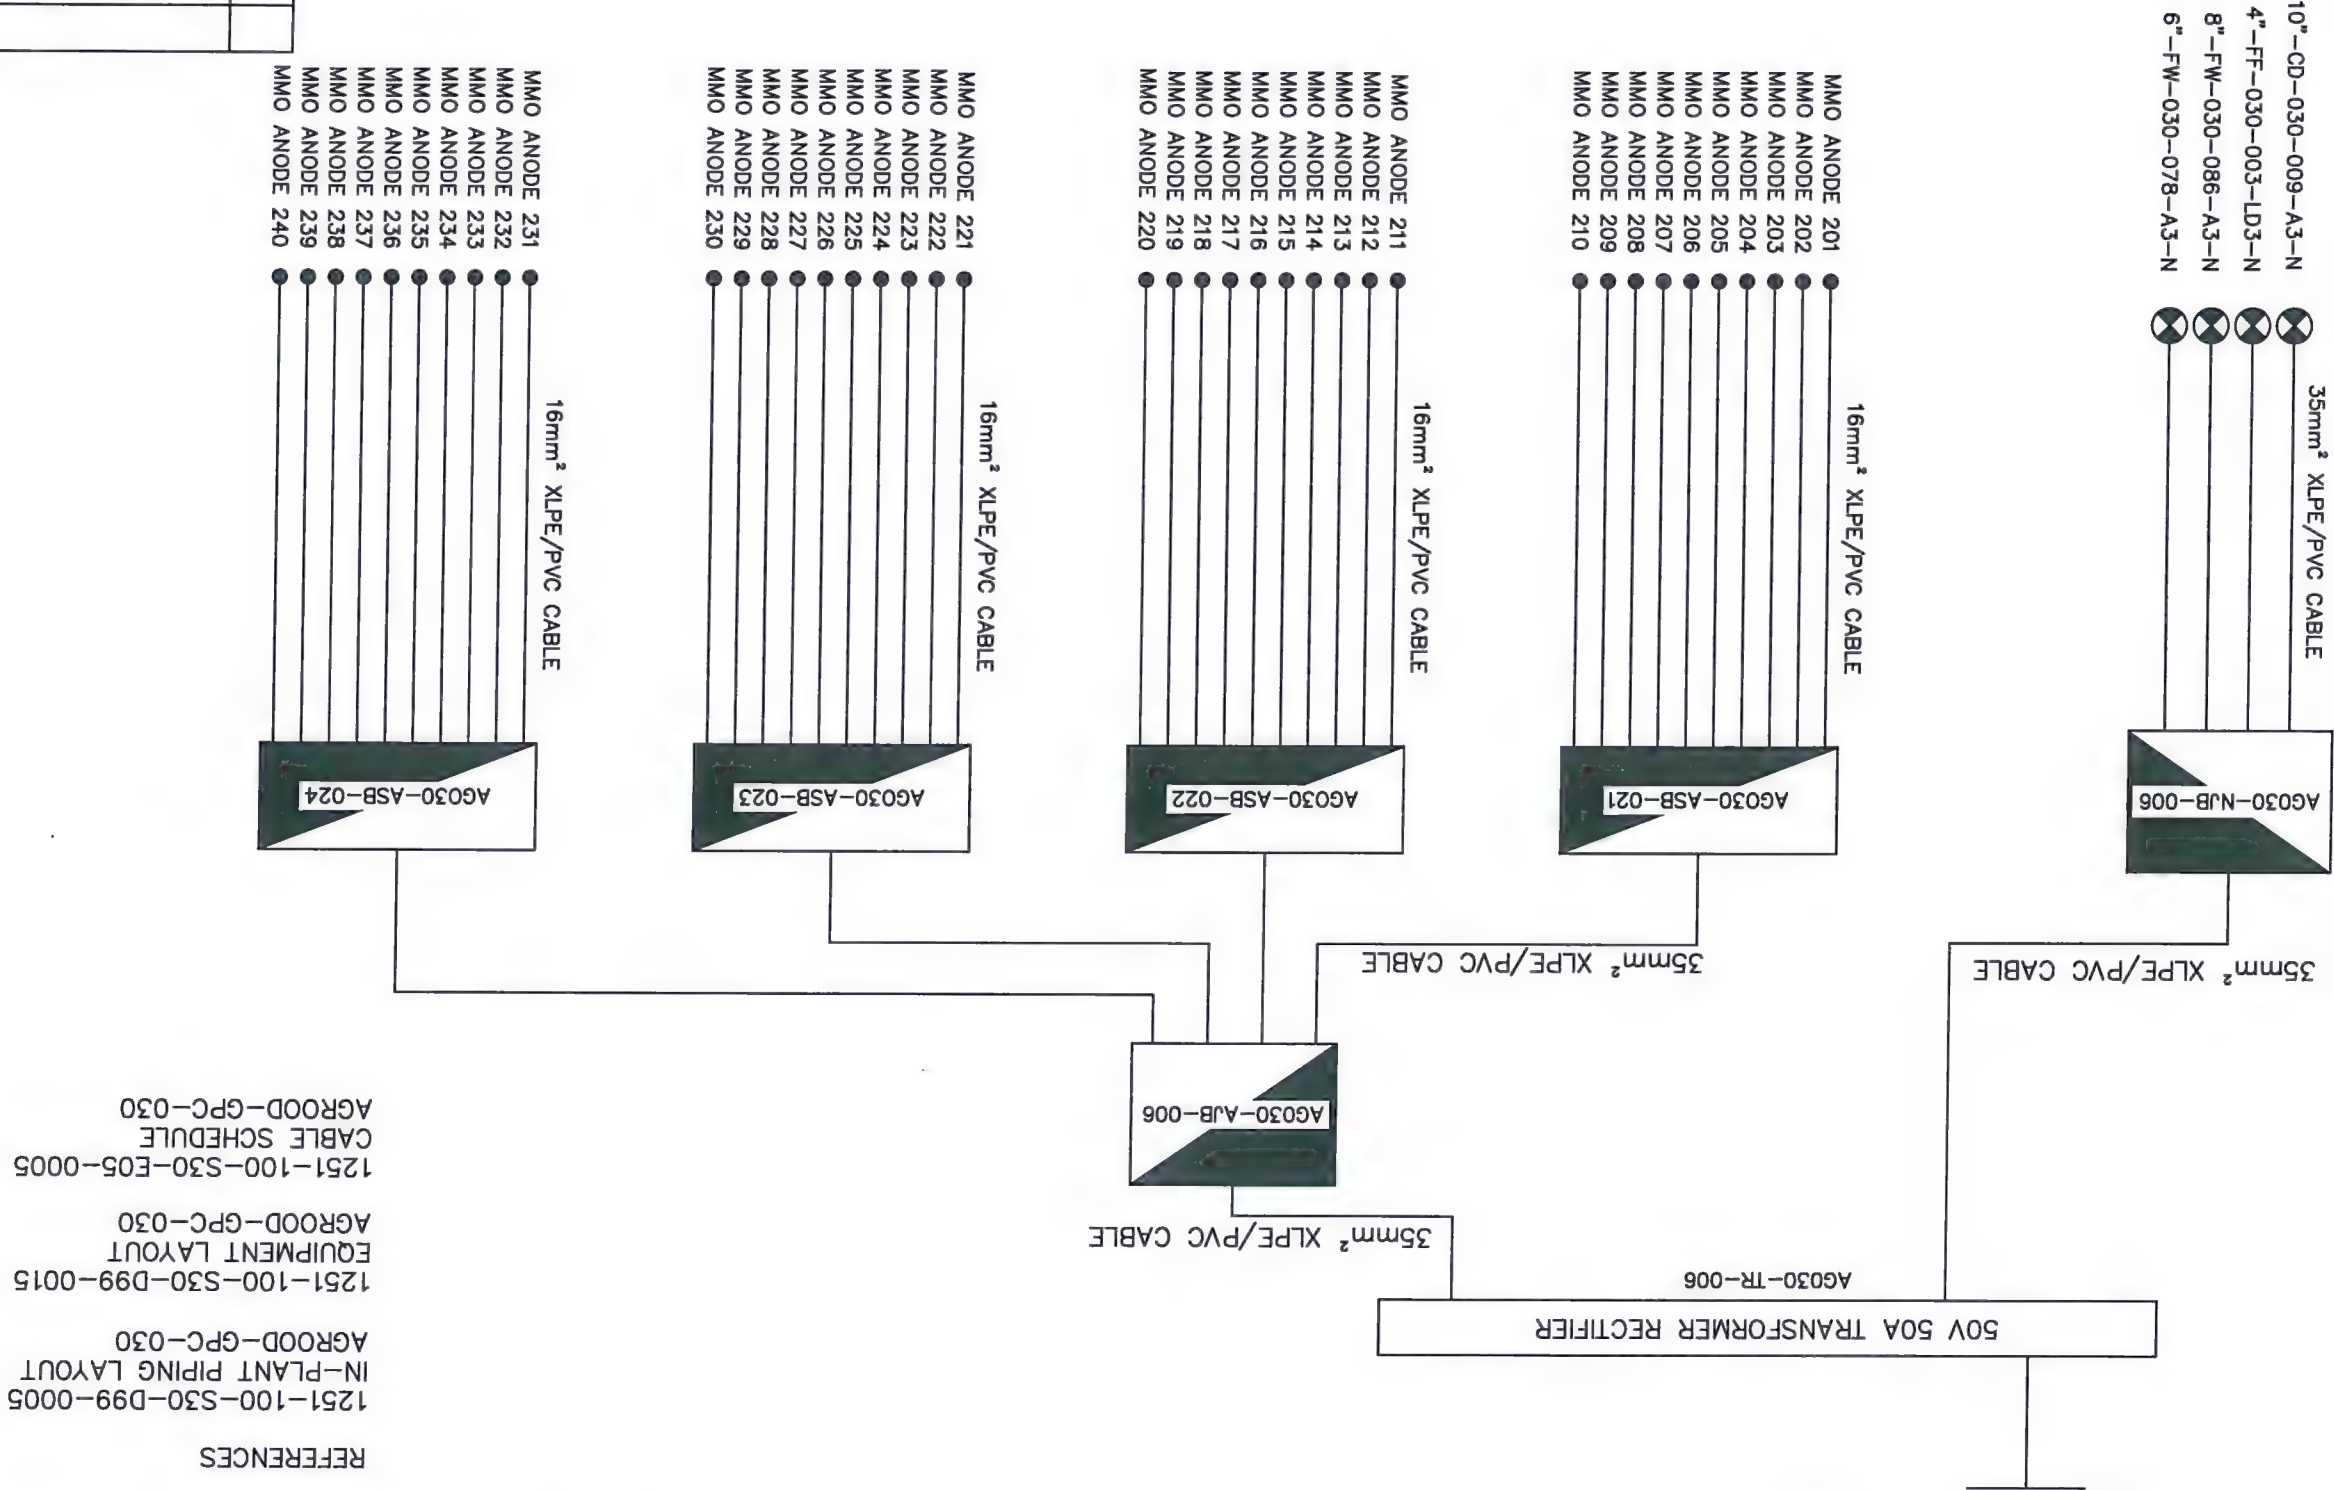 REFERENCES
1251-100-S30-D99-0005
IN-PLANT PIPING LAYOUT
AGROOD-GPC-030
1251-100-S30-D99-0015
EQUIPMENT LAYOUT
AGROOD-GPC-030
1251-100-S30-E05-0005
CABLE SCHEDULE
AGROOD-GPC-030
50V 50A TRANSFORMER RECTIFIER
AG030-TR-006
35mm² XLPE/PVC CABLE
AG030-AJB-006
35mm² XLPE/PVC CABLE
35mm² XLPE/PVC CABLE
AG030-NJB-006
AG030-ASB-021
AG030-ASB-022
AG030-ASB-023
AG030-ASB-024
35mm² XLPE/PVC CABLE
10"-CD-030-009-A3-N
4"-FF-030-003-LD3-N
8"-FW-030-086-A3-N
6"-FW-030-078-A3-N
16mm² XLPE/PVC CABLE
MMO ANODE 201
MMO ANODE 202
MMO ANODE 203
MMO ANODE 204
MMO ANODE 205
MMO ANODE 206
MMO ANODE 207
MMO ANODE 208
MMO ANODE 209
MMO ANODE 210
16mm² XLPE/PVC CABLE
MMO ANODE 211
MMO ANODE 212
MMO ANODE 213
MMO ANODE 214
MMO ANODE 215
MMO ANODE 216
MMO ANODE 217
MMO ANODE 218
MMO ANODE 219
MMO ANODE 220
16mm² XLPE/PVC CABLE
MMO ANODE 221
MMO ANODE 222
MMO ANODE 223
MMO ANODE 224
MMO ANODE 225
MMO ANODE 226
MMO ANODE 227
MMO ANODE 228
MMO ANODE 229
MMO ANODE 230
16mm² XLPE/PVC CABLE
MMO ANODE 231
MMO ANODE 232
MMO ANODE 233
MMO ANODE 234
MMO ANODE 235
MMO ANODE 236
MMO ANODE 237
MMO ANODE 238
MMO ANODE 239
MMO ANODE 240